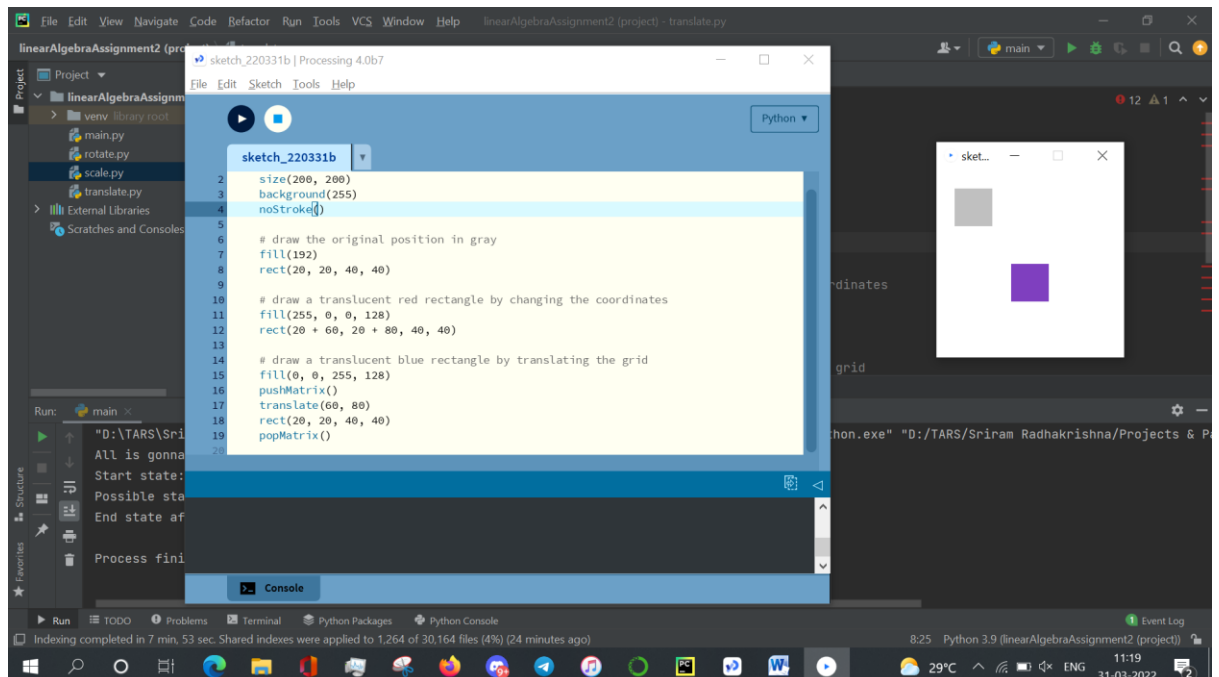 File Edit View Navigate Code Refactor Run Tools VCS Window Help linearAlgebraAssignment2 (project) - translate.py
linearAlgebraAssignment2 (pro
main
Project
Project
linearAlgebraAssignm
venv library root
main.py
rotate.py
scale.py
translate.py
External Libraries
Scratches and Consoles
12 1
sketch_220331b | Processing 4.0b7
File Edit Sketch Tools Help
Python
sketch_220331b
2 size(200, 200)
3 background(255)
4 noStroke()
5
6 # draw the original position in gray
7 fill(192)
8 rect(20, 20, 40, 40)
9
10 # draw a translucent red rectangle by changing the coordinates
11 fill(255, 0, 0, 128)
12 rect(20 + 60, 20 + 80, 40, 40)
13
14 # draw a translucent blue rectangle by translating the grid
15 fill(0, 0, 255, 128)
16 pushMatrix()
17 translate(60, 80)
18 rect(20, 20, 40, 40)
19 popMatrix()
20
Console
sket...
rdinates
grid
Run: main
"D:\TARS\Sri
All is gonna
Start state:
Possible sta
End state af
Process fini
thon.exe" "D:/TARS/Sriram Radhakrishna/Projects & Pa
Structure
Favorites
Run TODO Problems Terminal Python Packages Python Console Event Log
Indexing completed in 7 min, 53 sec. Shared indexes were applied to 1,264 of 30,164 files (4%) (24 minutes ago) 8:25 Python 3.9 (linearAlgebraAssignment2 (project))
29°C ENG 11:19
31-03-2022